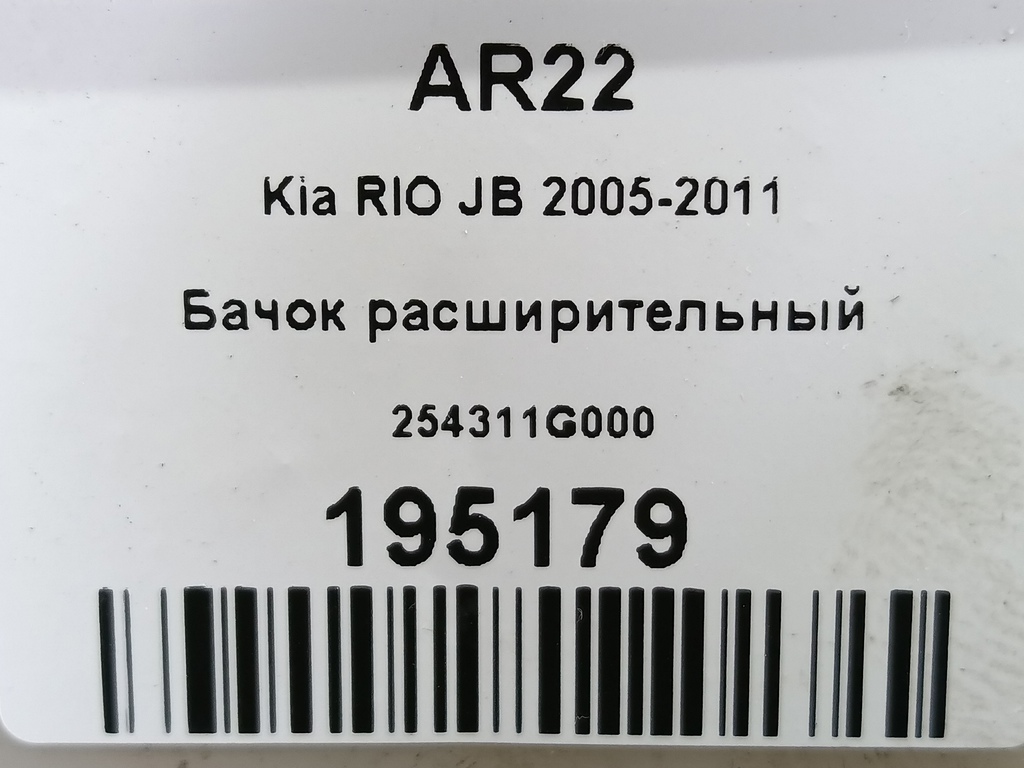 AR22
Kia RIO JB 2005-2011
Бачок расширительный
254311G000
195179